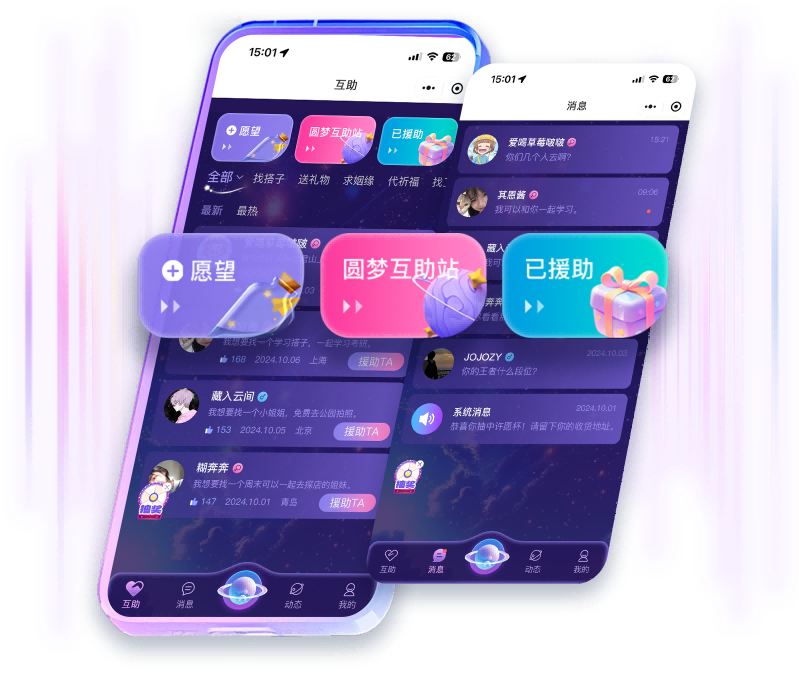 15:01
62
互助
愿望
圆梦互助站
已援助
全部
找搭子
送礼物
求姻缘
代祈福
最新
最热
愿望
圆梦互助站
已援助
我想要找一个学习搭子，一起学习考研。
168
2024.10.06
上海
援助TA
藏入云间
我想要找一个小姐姐，免费去公园拍照。
153
2024.10.05
北京
援助TA
糊奔奔
我想要找一个周末可以一起去探店的姐妹。
147
2024.10.01
青岛
援助TA
抽奖
互助
消息
动态
我的
15:01
62
消息
爱喝草莓啵啵
15:21
你们几个人去啊？
其恩酱
09:06
我可以和你一起学习。
藏入
JOJOZY
2024.10.03
你的王者什么段位？
系统消息
2024.10.01
恭喜你抽中许愿杯！请留下你的收货地址。
抽奖
互助
消息
动态
我的